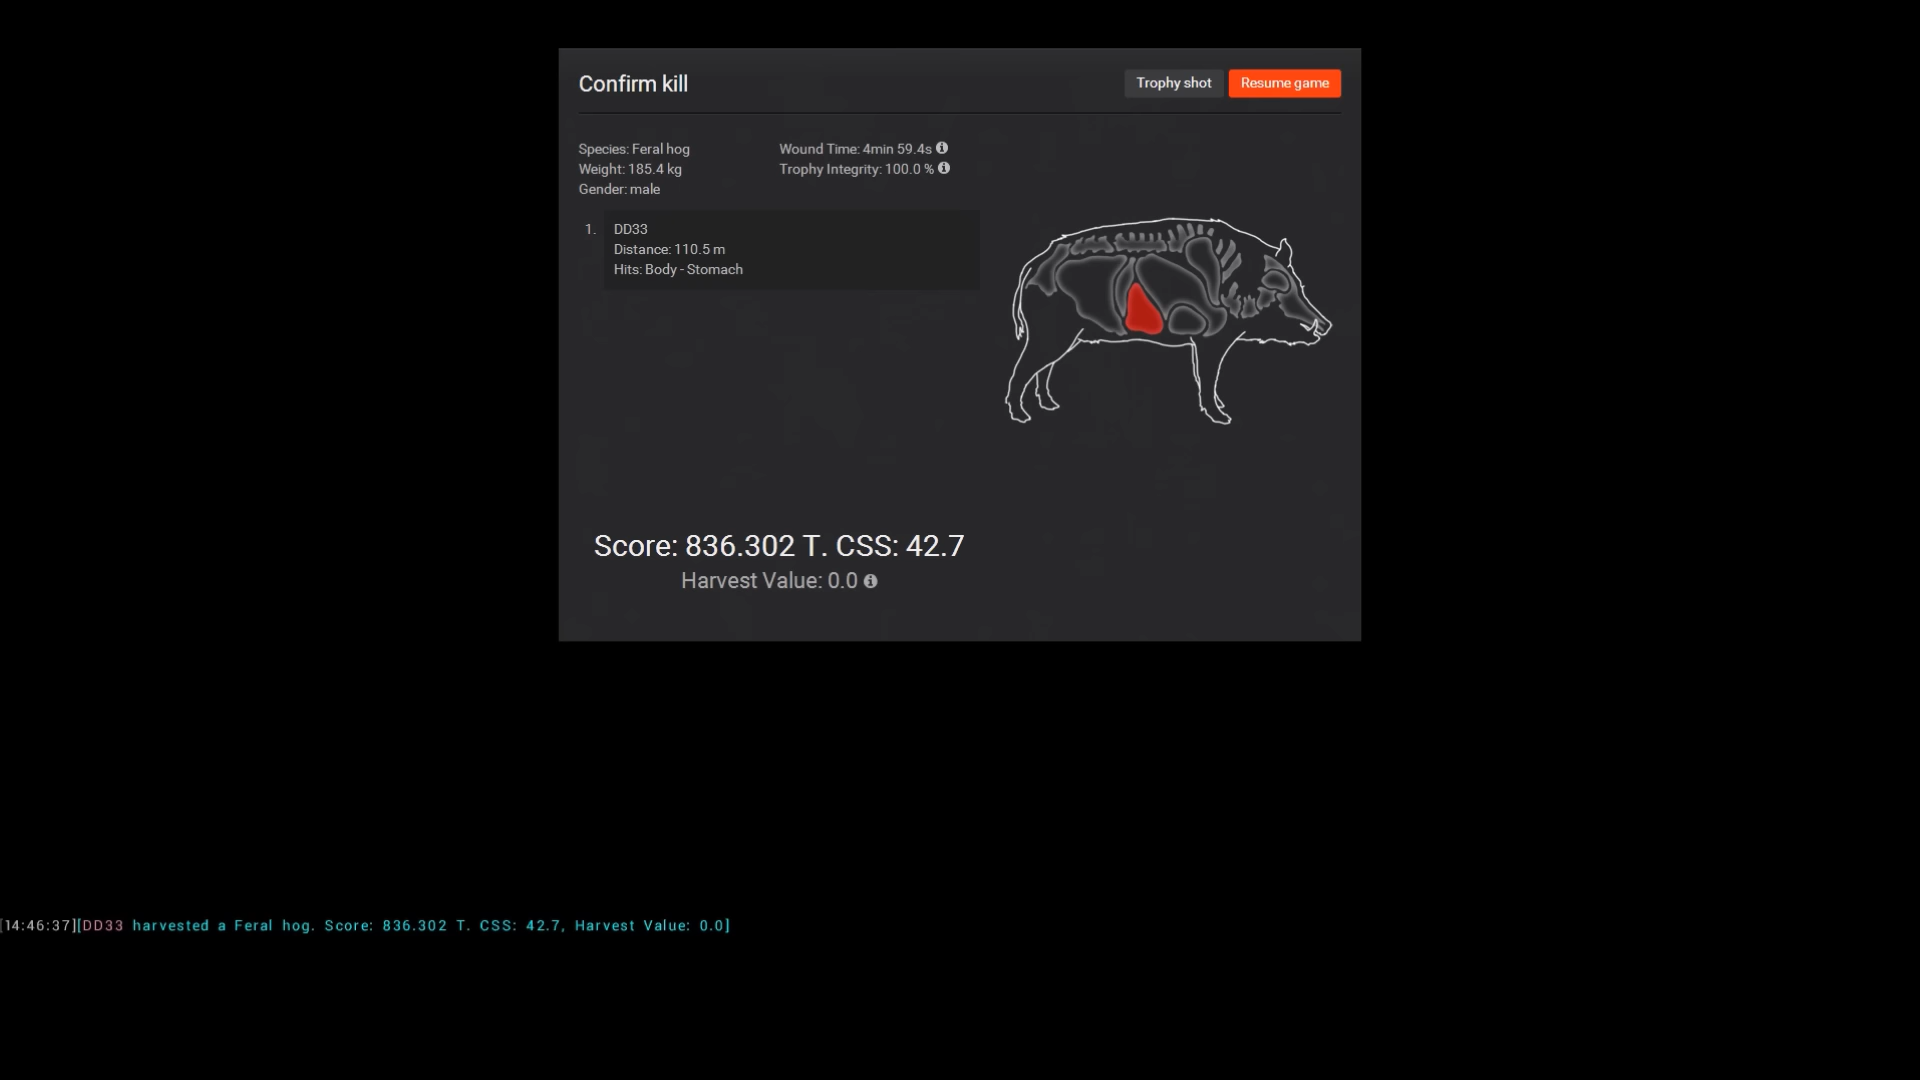 Confirm kill
Trophy shot
Resume game
Species: Feral hog
Weight: 185.4 kg
Gender: male
Wound Time: 4min 59.4s
Trophy Integrity: 100.0 %
1.
DD33
Distance: 110.5 m
Hits: Body - Stomach
Score: 836.302 T. CSS: 42.7
Harvest Value: 0.0
[14:46:37][DD33 harvested a Feral hog. Score: 836.302 T. CSS: 42.7, Harvest Value: 0.0]